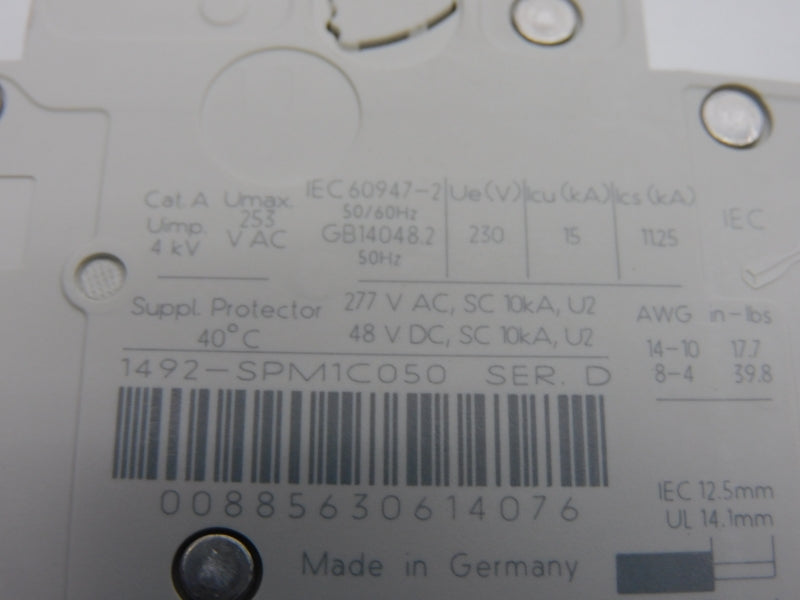 Cat. A Umax. IEC 60947-2 Ue (V) Icu (kA) Ics (kA)
Uimp. 253 50/60Hz
4 kV V AC GB14048.2 230 15 11.25
50Hz
IEC
Suppl. Protector 277 V AC, SC 10kA, U2
40°C 48 V DC, SC 10kA, U2
AWG in-lbs
14-10 17.7
8-4 39.8
1492-SPM1C050 SER. D
00885630614076
IEC 12.5mm
UL 14.1mm
Made in Germany